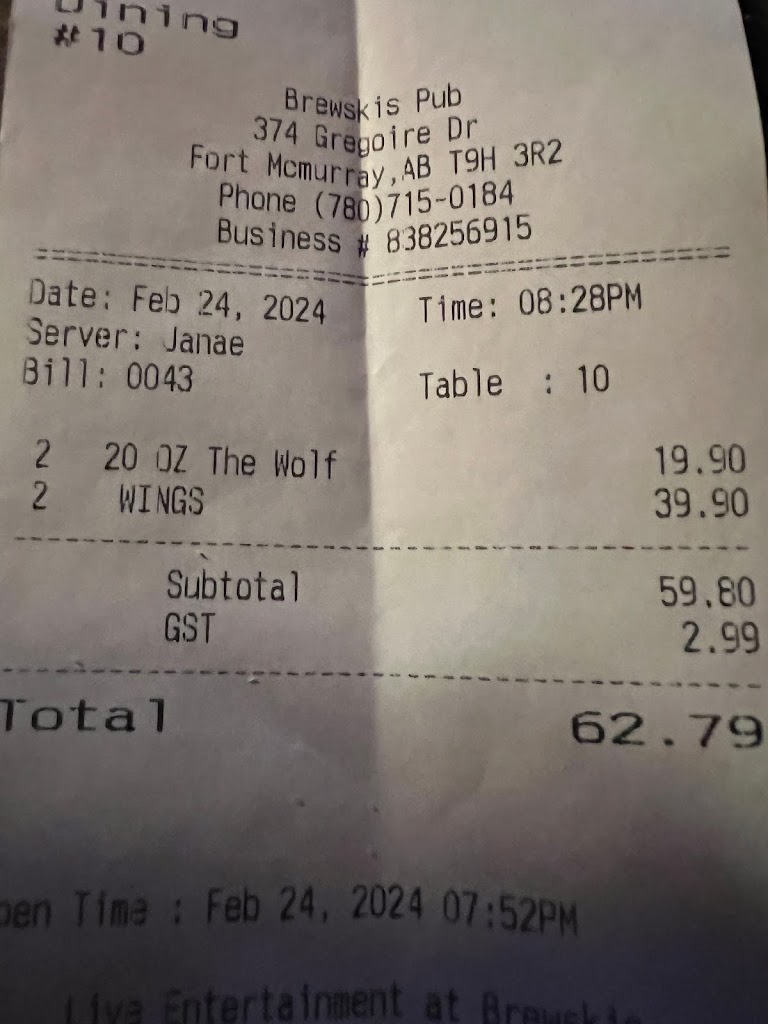 Dining
#10
Brewskis Pub
374 Gregoire Dr
Fort Mcmurray,AB T9H 3R2
Phone (780)715-0184
Business # 838256915
Date: Feb 24, 2024 Time: 08:28PM
Server: Janae
Bill: 0043 Table : 10
2 20 OZ The Wolf 19.90
2 WINGS 39.90
Subtotal 59.80
GST 2.99
Total 62.79
pen Time : Feb 24, 2024 07:52PM
Live Entertainment at Brewskis